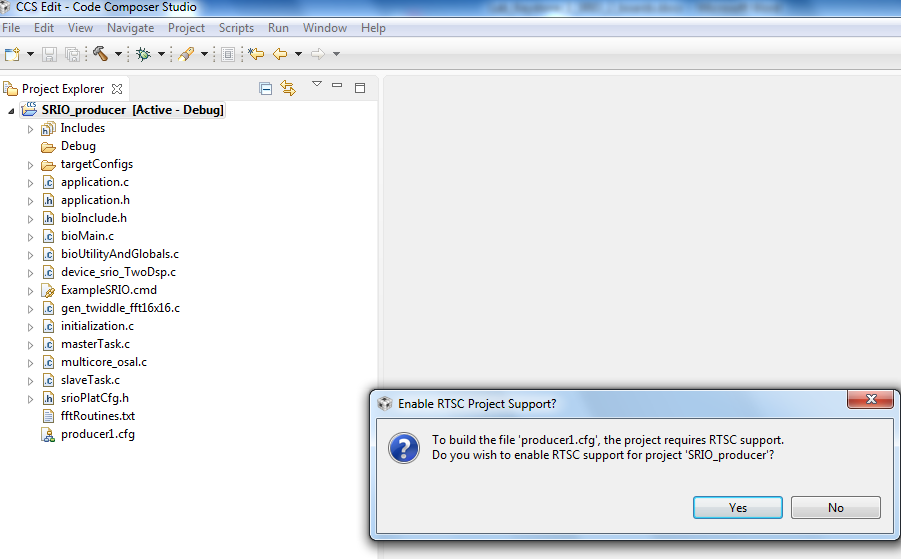 CCS Edit - Code Composer Studio
File Edit View Navigate Project Scripts Run Window Help
Project Explorer
CCS
SRIO_producer [Active - Debug]
Includes
Debug
targetConfigs
application.c
application.h
bioInclude.h
bioMain.c
bioUtilityAndGlobals.c
device_srio_TwoDsp.c
ExampleSRIO.cmd
gen_twiddle_fft16x16.c
initialization.c
masterTask.c
multicore_osal.c
slaveTask.c
srioPlatCfg.h
fftRoutines.txt
producer1.cfg
Enable RTSC Project Support?
To build the file 'producer1.cfg', the project requires RTSC support.
Do you wish to enable RTSC support for project 'SRIO_producer'?
Yes No